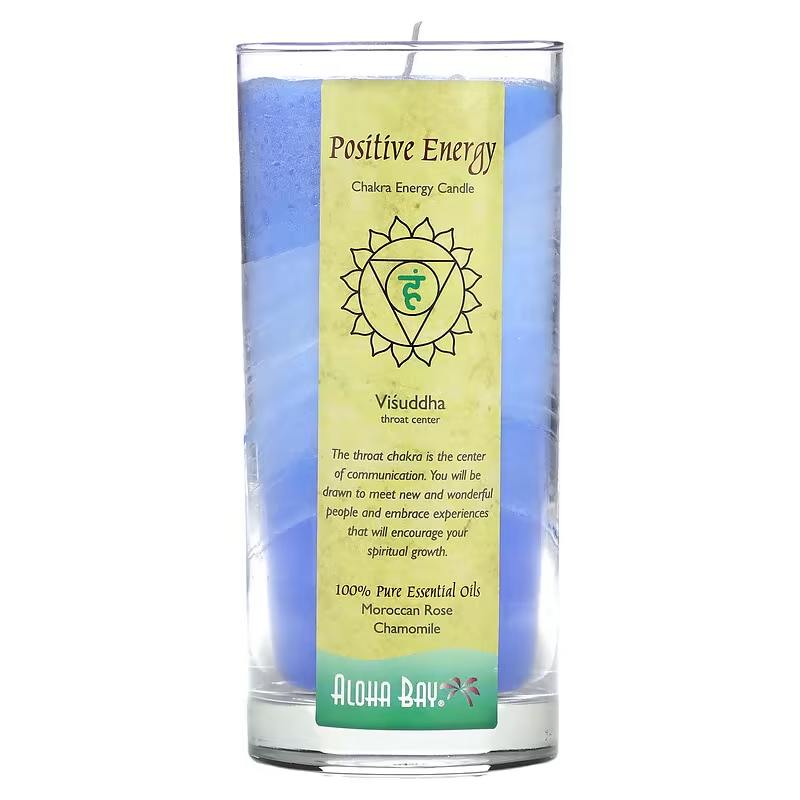 Positive Energy
Chakra Energy Candle
हं
Viśuddha
throat center
The throat chakra is the center
of communication. You will be
drawn to meet new and wonderful
people and embrace experiences
that will encourage your
spiritual growth.
100% Pure Essential Oils
Moroccan Rose
Chamomile
ALOHA BAY®